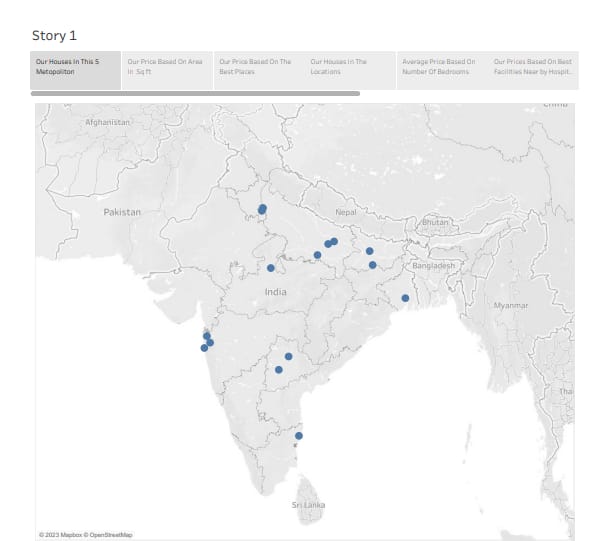 Story 1
Our Houses In This 5
Metopoliton
Our Price Based On Area
In Sq ft
Our Price Based On The
Best Places
Our Houses In The
Locations
Average Price Based On
Number Of Bedrooms
Our Prices Based On Best
Facilities Near by Hospit..
China
Afghanistan
Pakistan
Nepal
Bhutan
Bangladesh
India
Myanmar
Tha
Sri Lanka
© 2023 Mapbox © OpenStreetMap